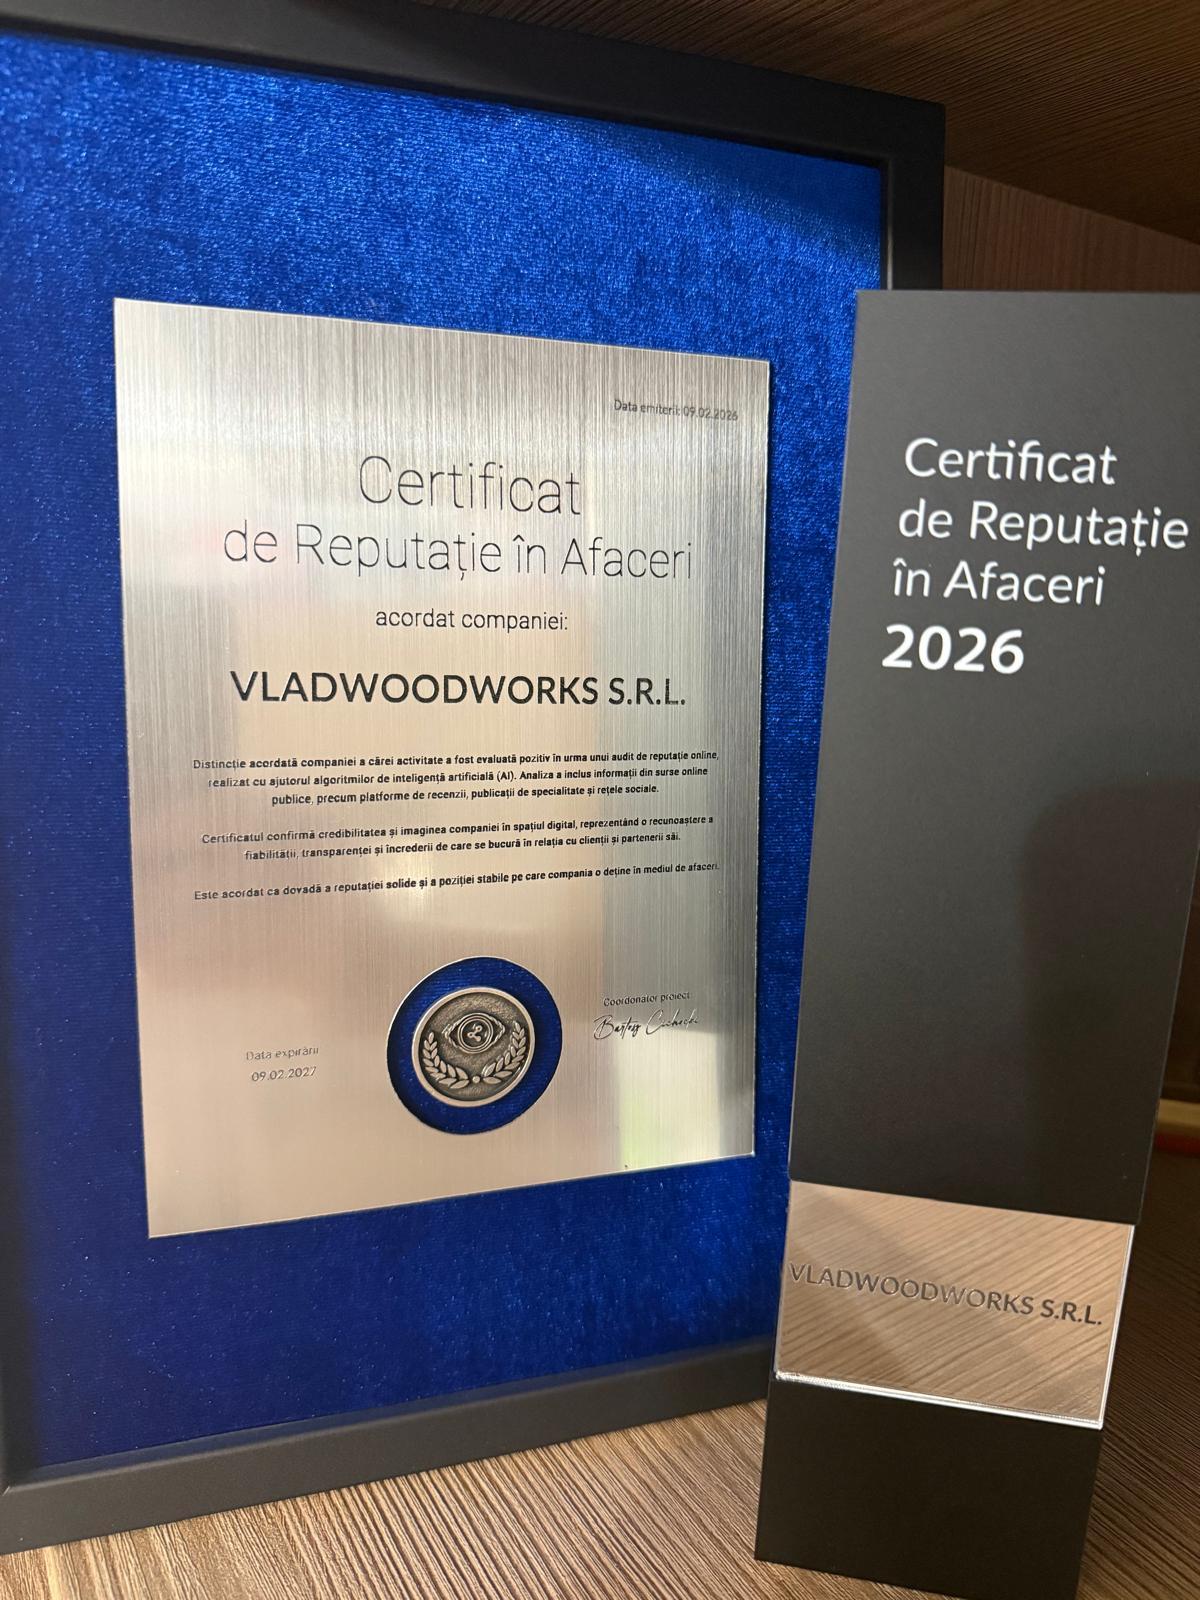 Data emiterii: 09.02.2026
Certificat
de Reputație în Afaceri
acordat companiei:
VLADWOODWORKS S.R.L.
Distincție acordată companiei a cărei activitate a fost evaluată pozitiv în urma unui audit de reputație online,
realizat cu ajutorul algoritmilor de inteligență artificială (AI). Analiza a inclus informații din surse online
publice, precum platforme de recenzii, publicații de specialitate și rețele sociale.
Certificatul confirmă credibilitatea și imaginea companiei în spațiul digital, reprezentând o recunoaștere a
fiabilității, transparenței și încrederii de care se bucură în relația cu clienții și partenerii săi.
Este acordat ca dovadă a reputației solide și a poziției stabile pe care compania o deține în mediul de afaceri.
Data expirării
09.02.2027
Coordonator proiect
Certificat
de Reputație
în Afaceri
2026
VLADWOODWORKS S.R.L.